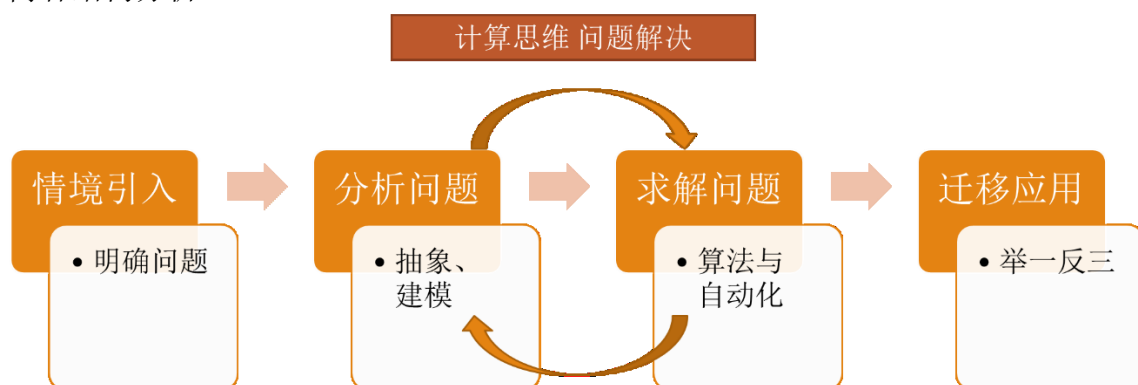 计算思维 问题解决
情境引入
• 明确问题
分析问题
• 抽象、
建模
求解问题
• 算法与
自动化
迁移应用
• 举一反三